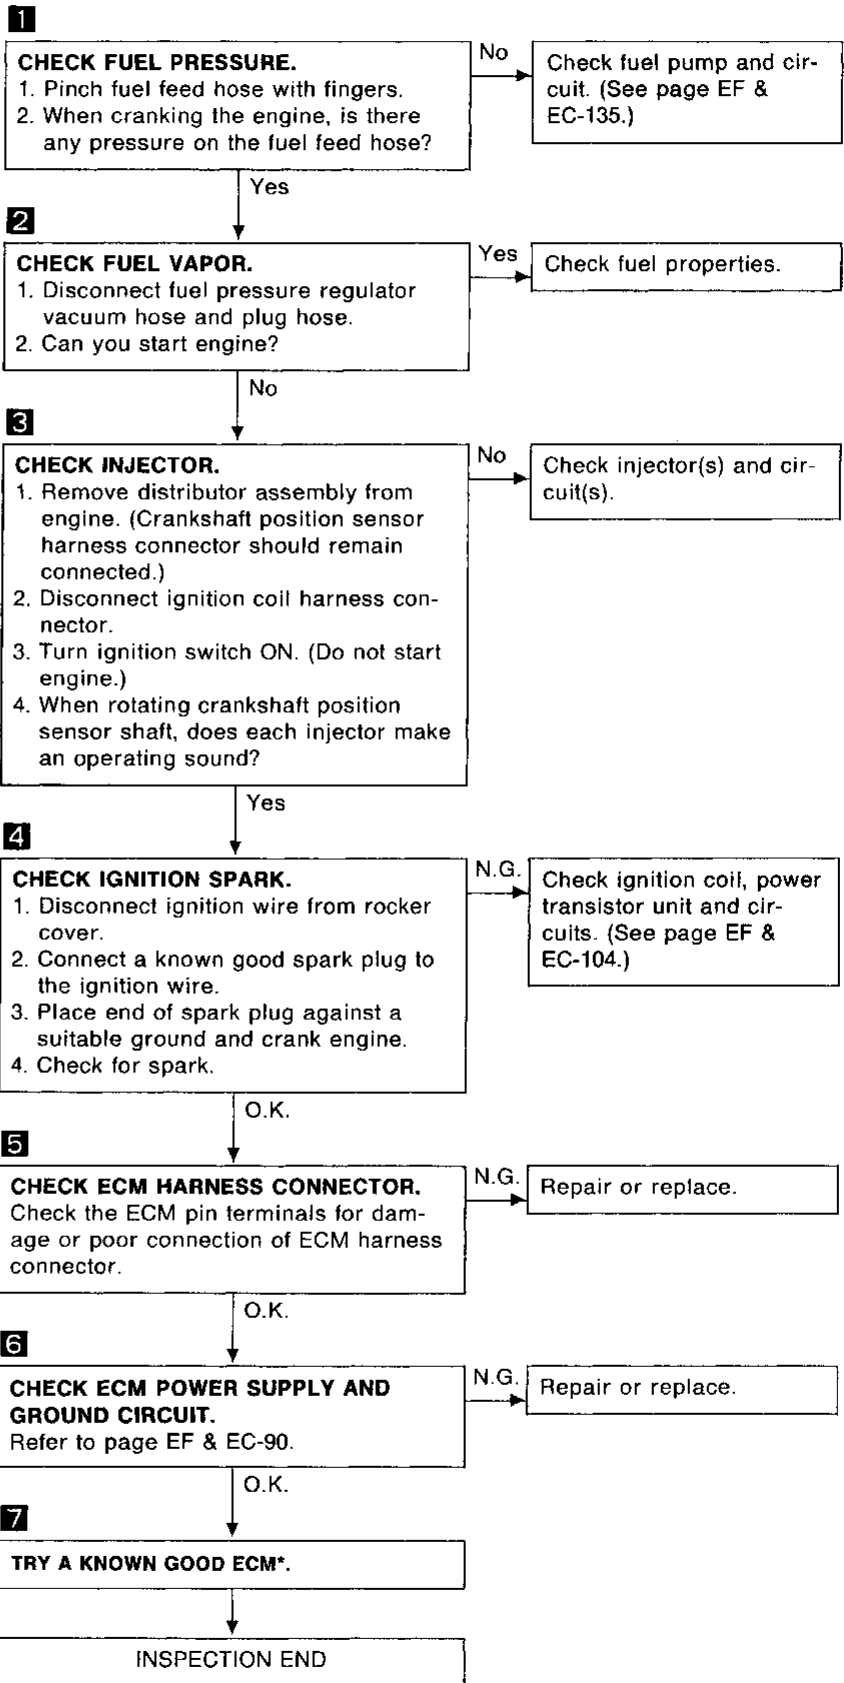 1
CHECK FUEL PRESSURE.
1. Pinch fuel feed hose with fingers.
2. When cranking the engine, is there
any pressure on the fuel feed hose?
No
Check fuel pump and cir-
cuit. (See page EF &
EC-135.)
Yes
2
CHECK FUEL VAPOR.
1. Disconnect fuel pressure regulator
vacuum hose and plug hose.
2. Can you start engine?
Yes
Check fuel properties.
No
3
CHECK INJECTOR.
1. Remove distributor assembly from
engine. (Crankshaft position sensor
harness connector should remain
connected.)
2. Disconnect ignition coil harness con-
nector.
3. Turn ignition switch ON. (Do not start
engine.)
4. When rotating crankshaft position
sensor shaft, does each injector make
an operating sound?
No
Check injector(s) and cir-
cuit(s).
Yes
4
CHECK IGNITION SPARK.
1. Disconnect ignition wire from rocker
cover.
2. Connect a known good spark plug to
the ignition wire.
3. Place end of spark plug against a
suitable ground and crank engine.
4. Check for spark.
N.G.
Check ignition coil, power
transistor unit and cir-
cuits. (See page EF &
EC-104.)
O.K.
5
CHECK ECM HARNESS CONNECTOR.
Check the ECM pin terminals for dam-
age or poor connection of ECM harness
connector.
N.G.
Repair or replace.
O.K.
6
CHECK ECM POWER SUPPLY AND
GROUND CIRCUIT.
Refer to page EF & EC-90.
N.G.
Repair or replace.
O.K.
7
TRY A KNOWN GOOD ECM*.
INSPECTION END